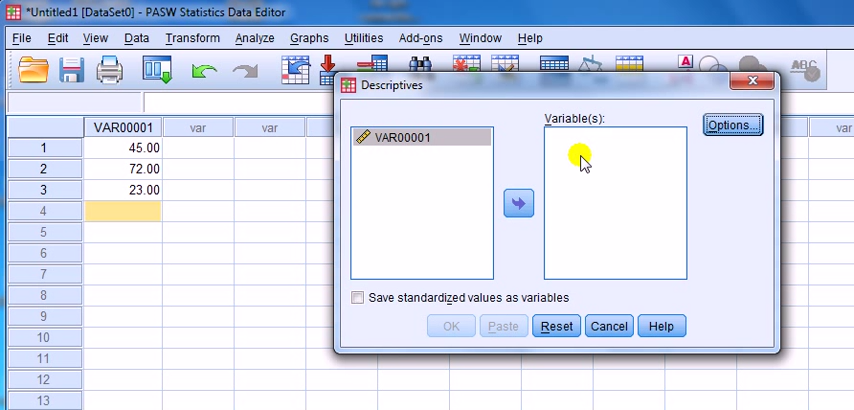 *Untitled1 [DataSet0] - PASW Statistics Data Editor
File Edit View Data Transform Analyze Graphs Utilities Add-ons Window Help
A
ABC
Descriptives
Variable(s):
Options...
VAR00001 var var var
VAR00001
1 45.00
2 72.00
3 23.00
4
5
6
7
8
9
10
11
12
13
Save standardized values as variables
OK Paste Reset Cancel Help